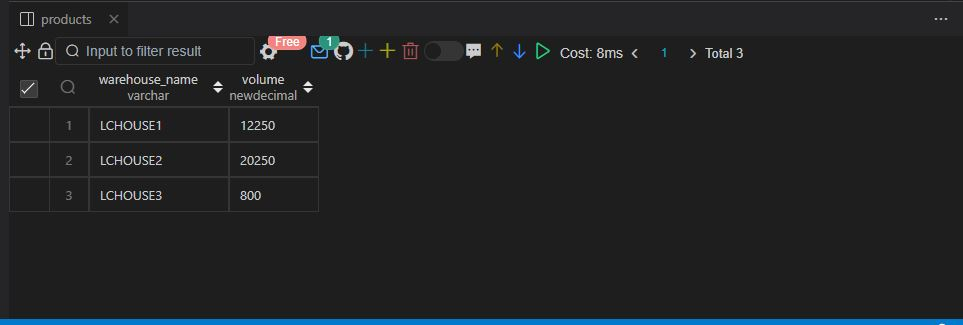 products
Input to filter result
Free
1
Cost: 8ms
1
Total 3
warehouse_name
varchar
volume
newdecimal
1 LCHOUSE1 12250
2 LCHOUSE2 20250
3 LCHOUSE3 800